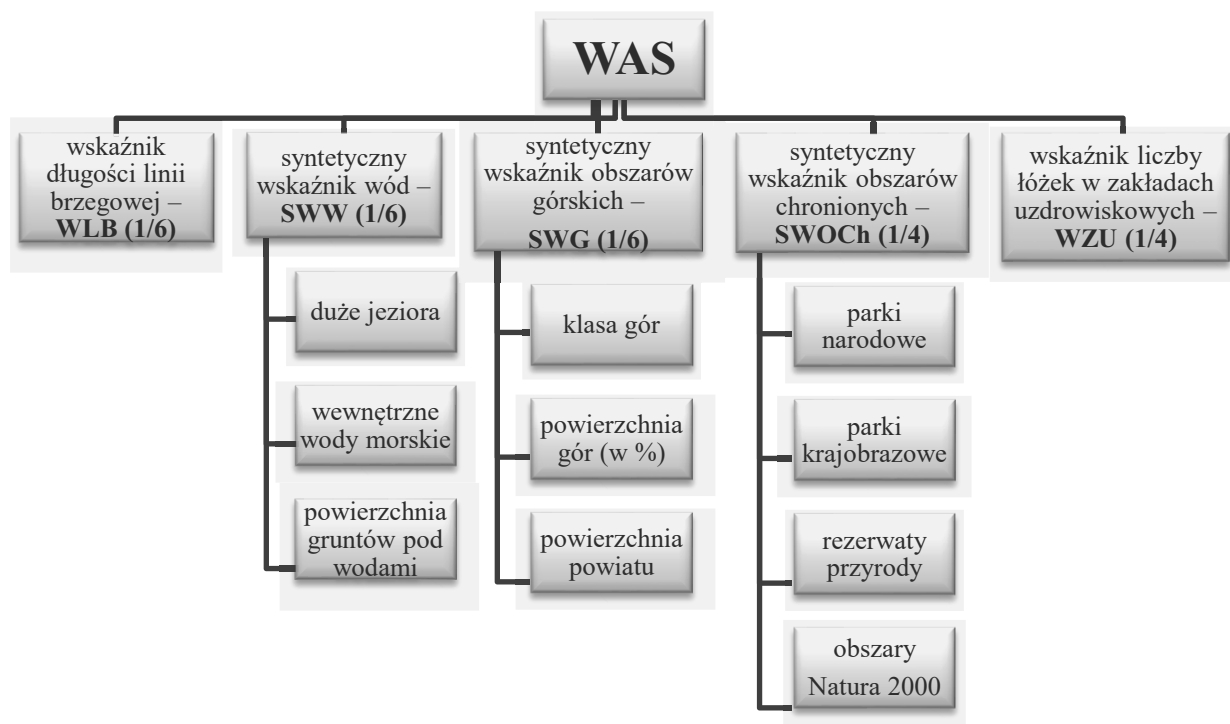 WAS
wskaźnik
długości linii
brzegowej –
WLB (1/6)
syntetyczny
wskaźnik wód –
SWW (1/6)
duże jeziora
wewnętrzne
wody morskie
powierzchnia
gruntów pod
wodami
syntetyczny
wskaźnik obszarów
górskich –
SWG (1/6)
klasa gór
powierzchnia
gór (w %)
powierzchnia
powiatu
syntetyczny
wskaźnik obszarów
chronionych –
SWOCh (1/4)
parki
narodowe
parki
krajobrazowe
rezerwaty
przyrody
obszary
Natura 2000
wskaźnik liczby
łóżek w zakładach
uzdrowiskowych –
WZU (1/4)